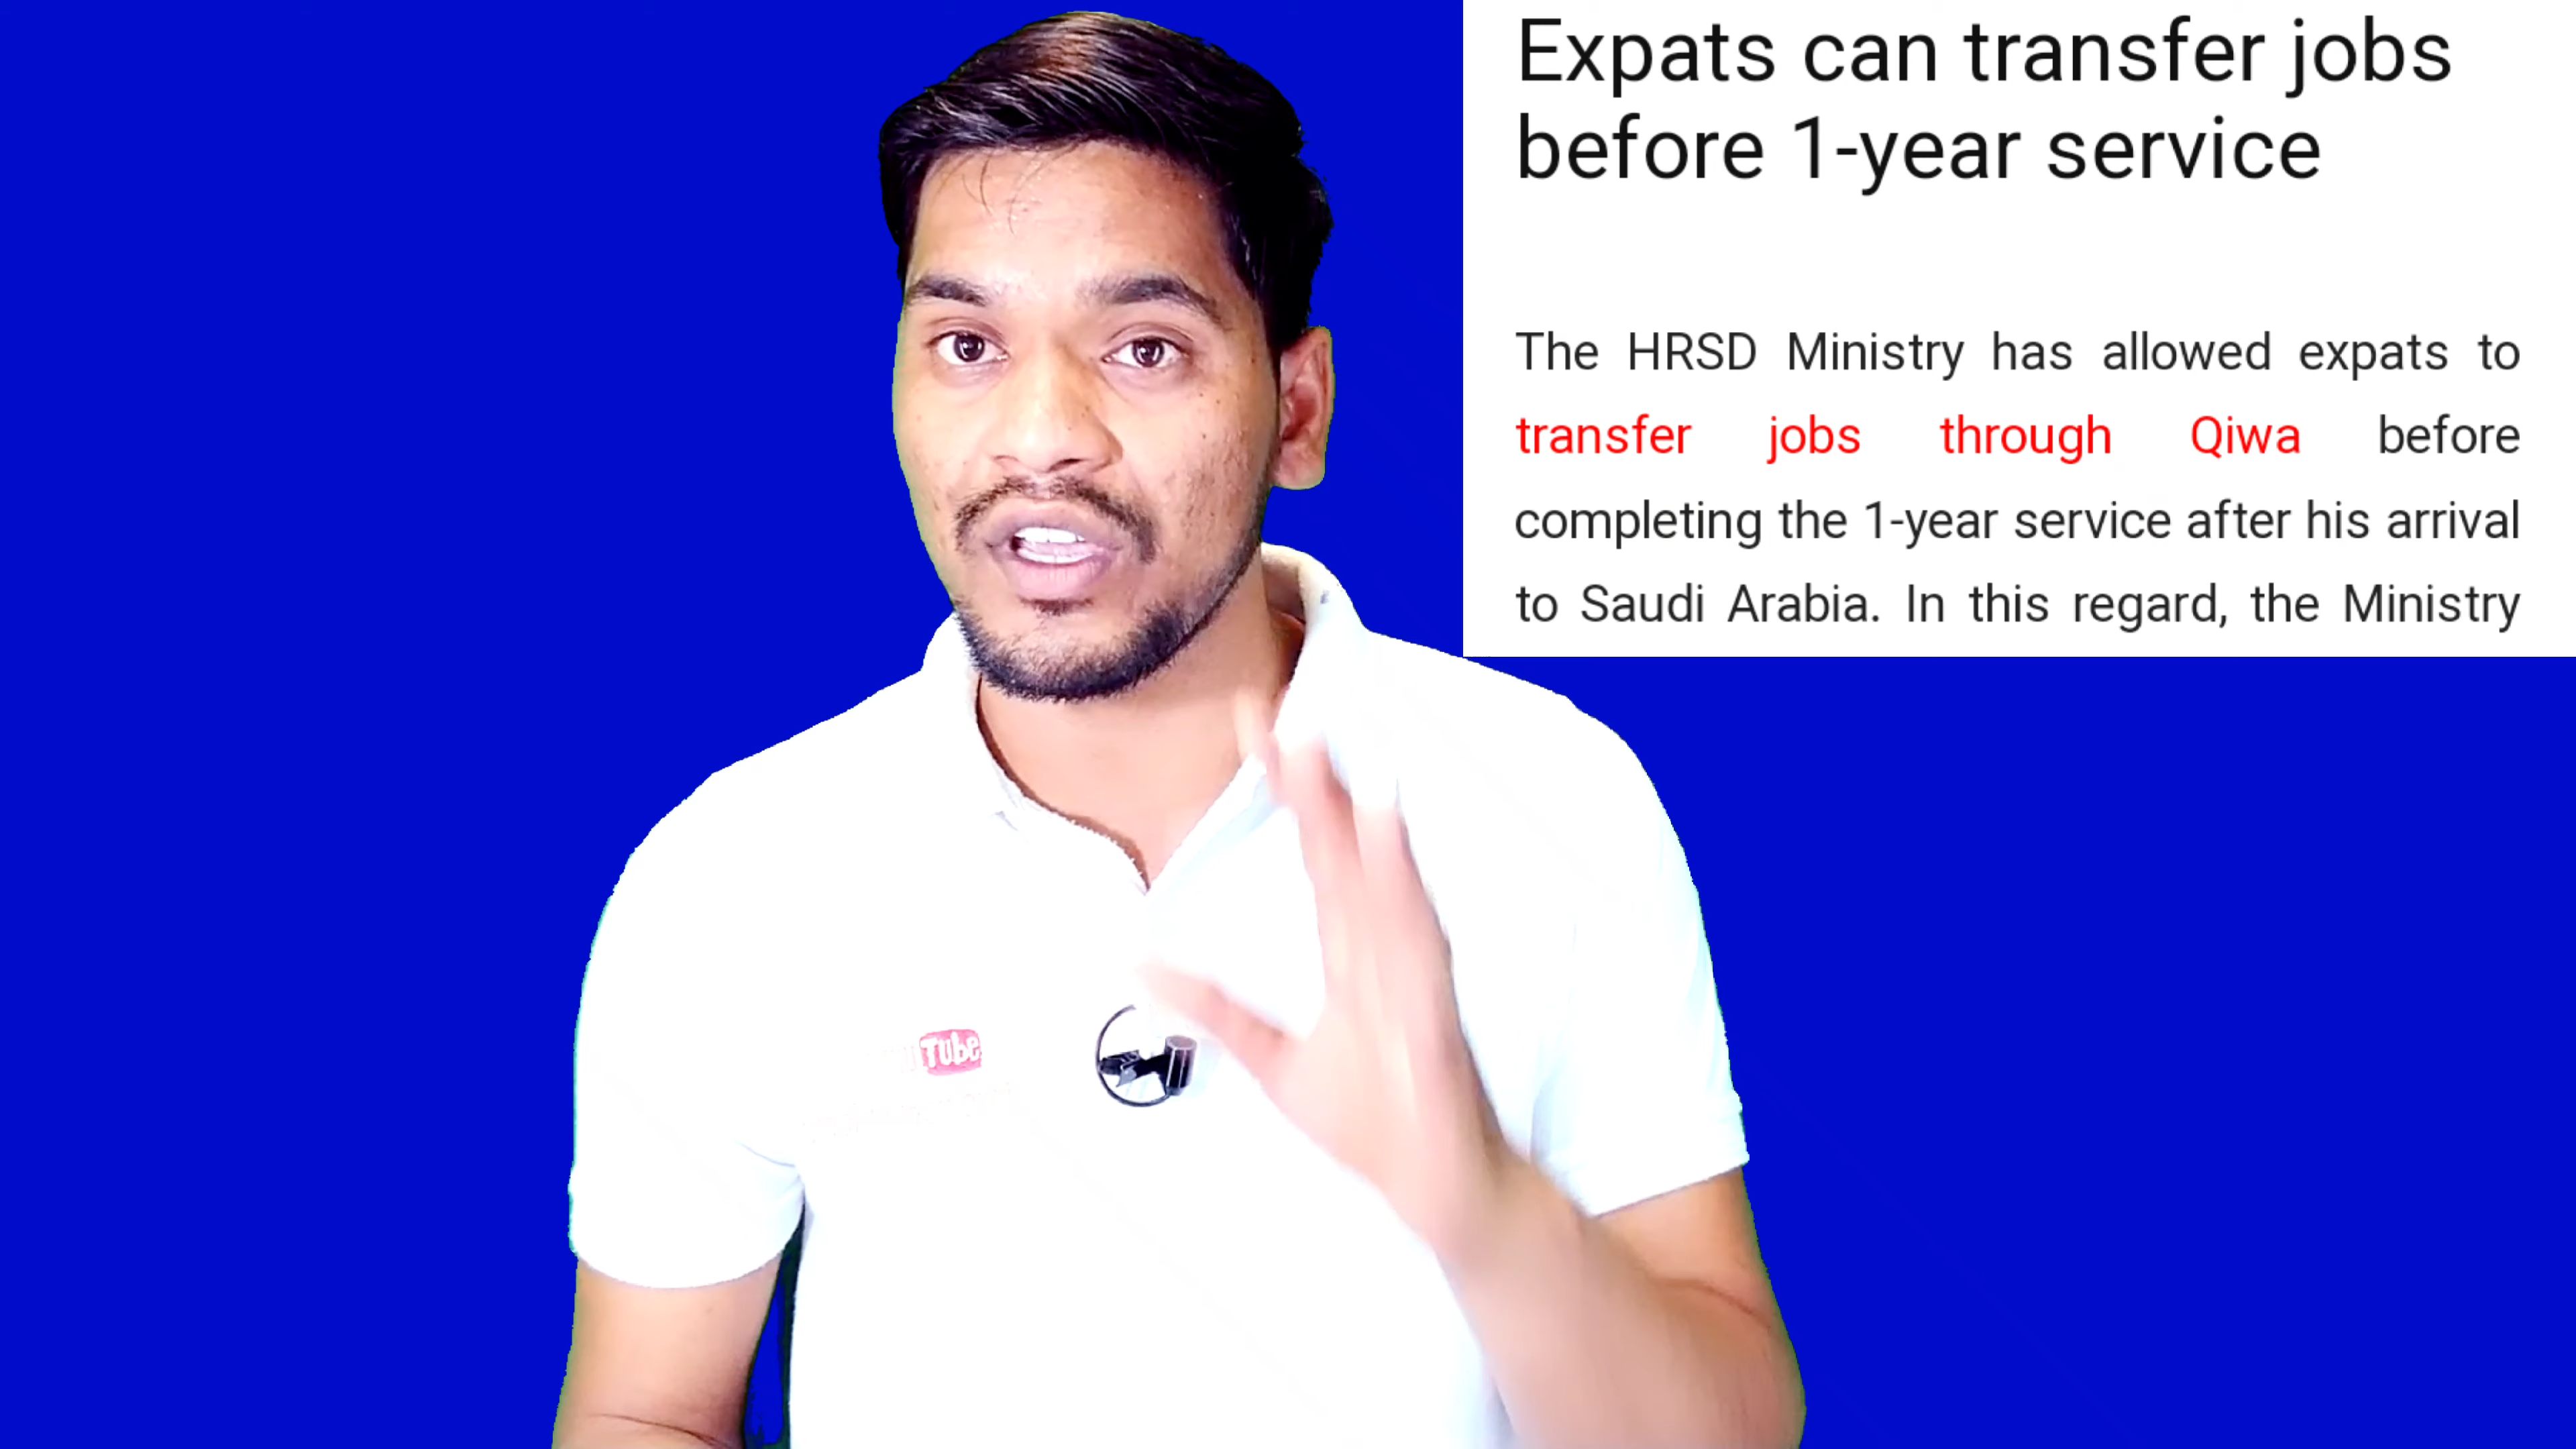 Expats can transfer jobs
before 1-year service
The HRSD Ministry has allowed expats to
transfer jobs through Qiwa before
completing the 1-year service after his arrival
to Saudi Arabia. In this regard, the Ministry
Tube